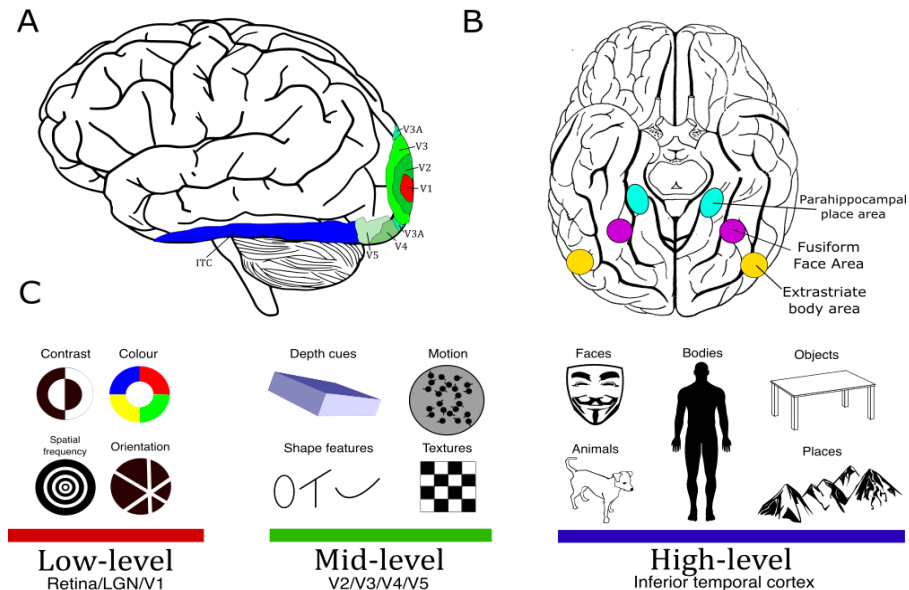 A
V3A
V3
V2
V1
V3A
V4
V5
ITC
B
Parahippocampal
place area
Fusiform
Face Area
Extrastriate
body area
C
Contrast
Colour
Spatial
frequency
Orientation
Low-level
Retina/LGN/V1
Depth cues
Motion
Shape features
Textures
Mid-level
V2/V3/V4/V5
Faces
Bodies
Objects
Animals
Places
High-level
Inferior temporal cortex